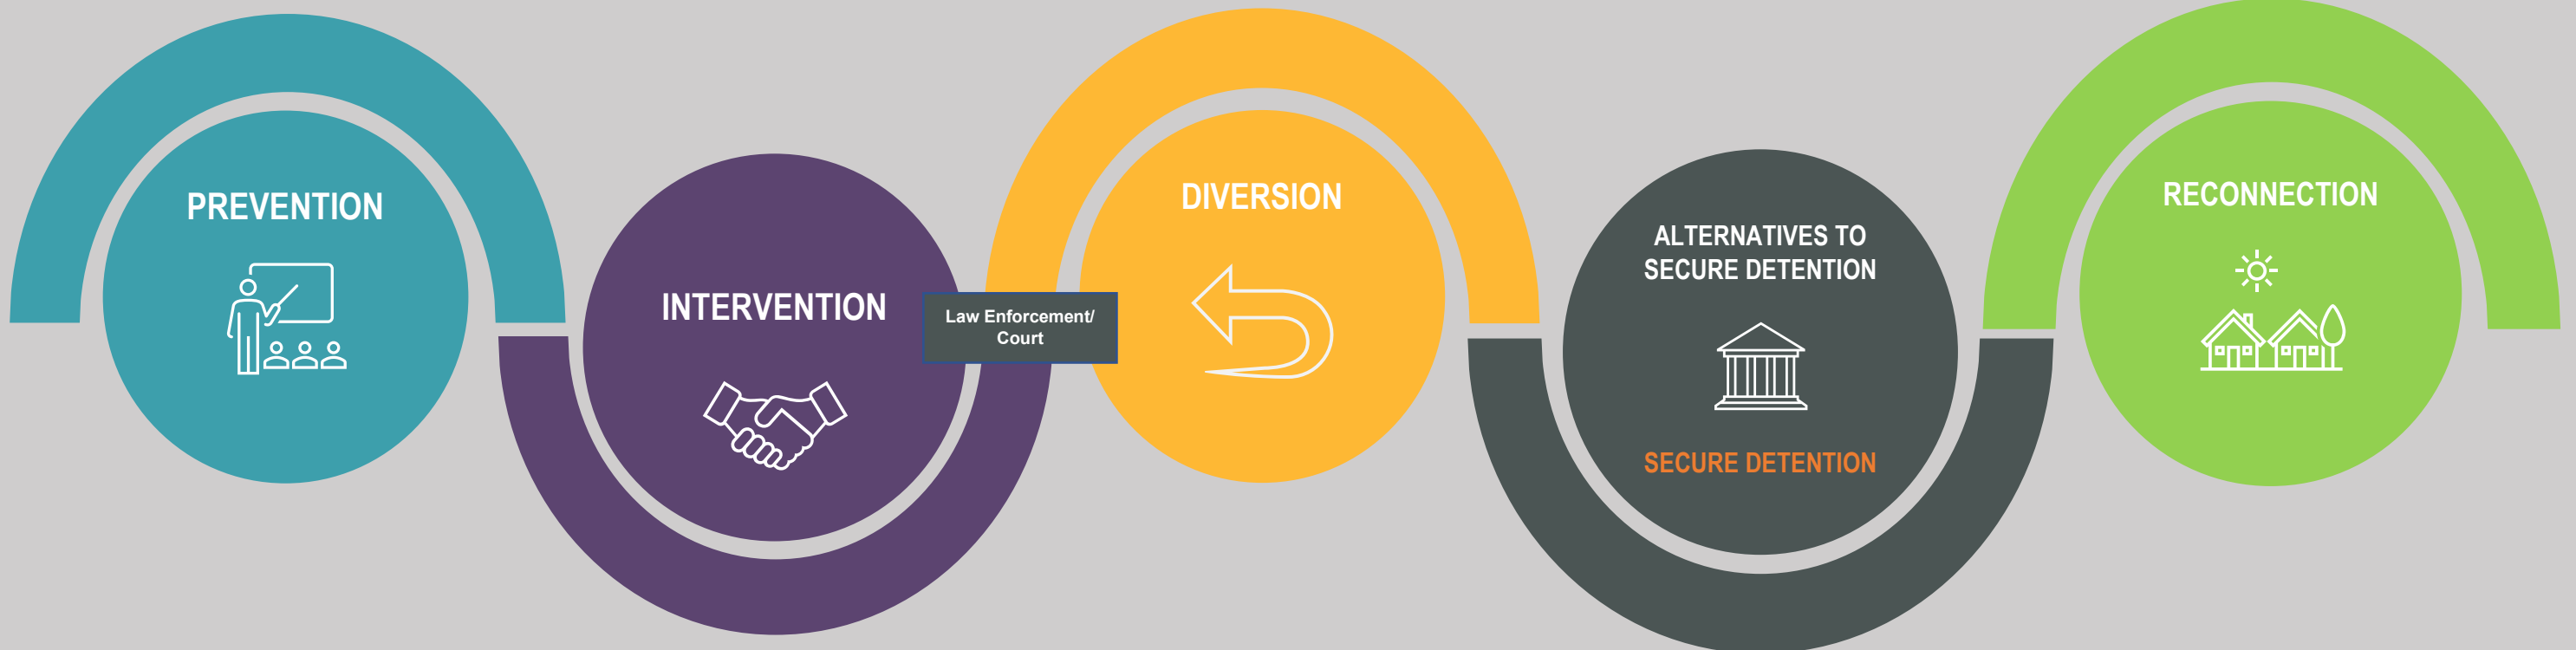 PREVENTION
INTERVENTION
Law Enforcement/
Court
DIVERSION
ALTERNATIVES TO
SECURE DETENTION
SECURE DETENTION
RECONNECTION